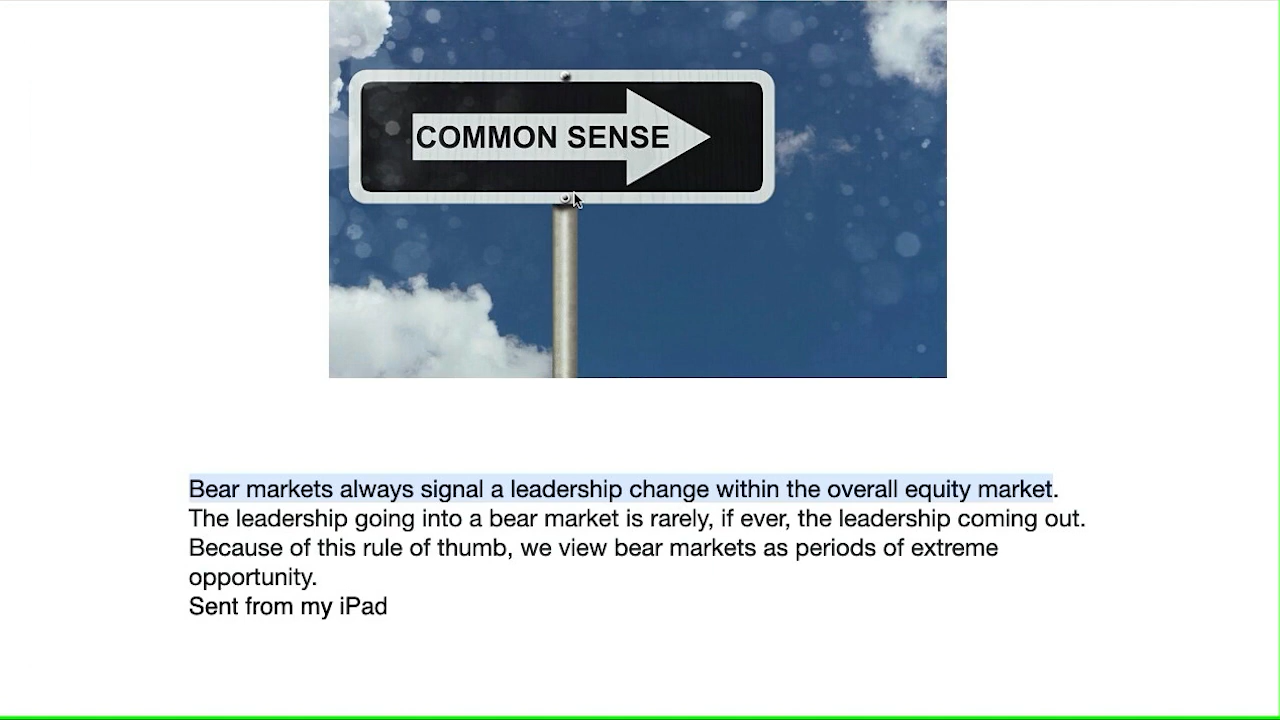 COMMON SENSE
Bear markets always signal a leadership change within the overall equity market.
The leadership going into a bear market is rarely, if ever, the leadership coming out.
Because of this rule of thumb, we view bear markets as periods of extreme
opportunity.
Sent from my iPad